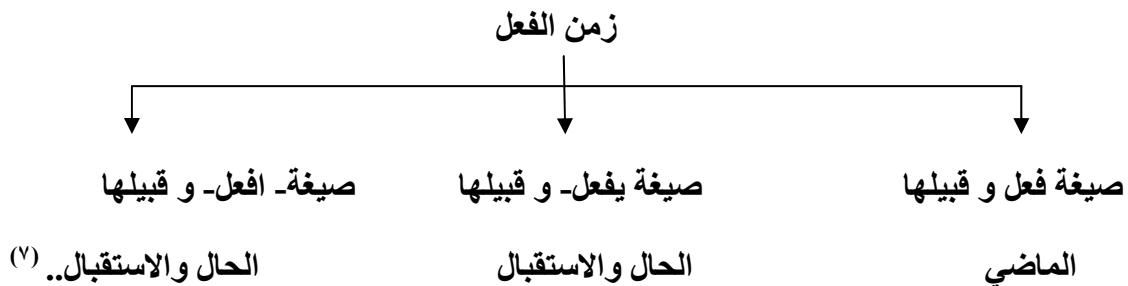 زمن الفعل
صيغة فعل و قبيلها صيغة يفعل- و قبيلها صيغة- افعل- و قبيلها
الماضي الحال والاستقبال الحال والاستقبال.. (٧)